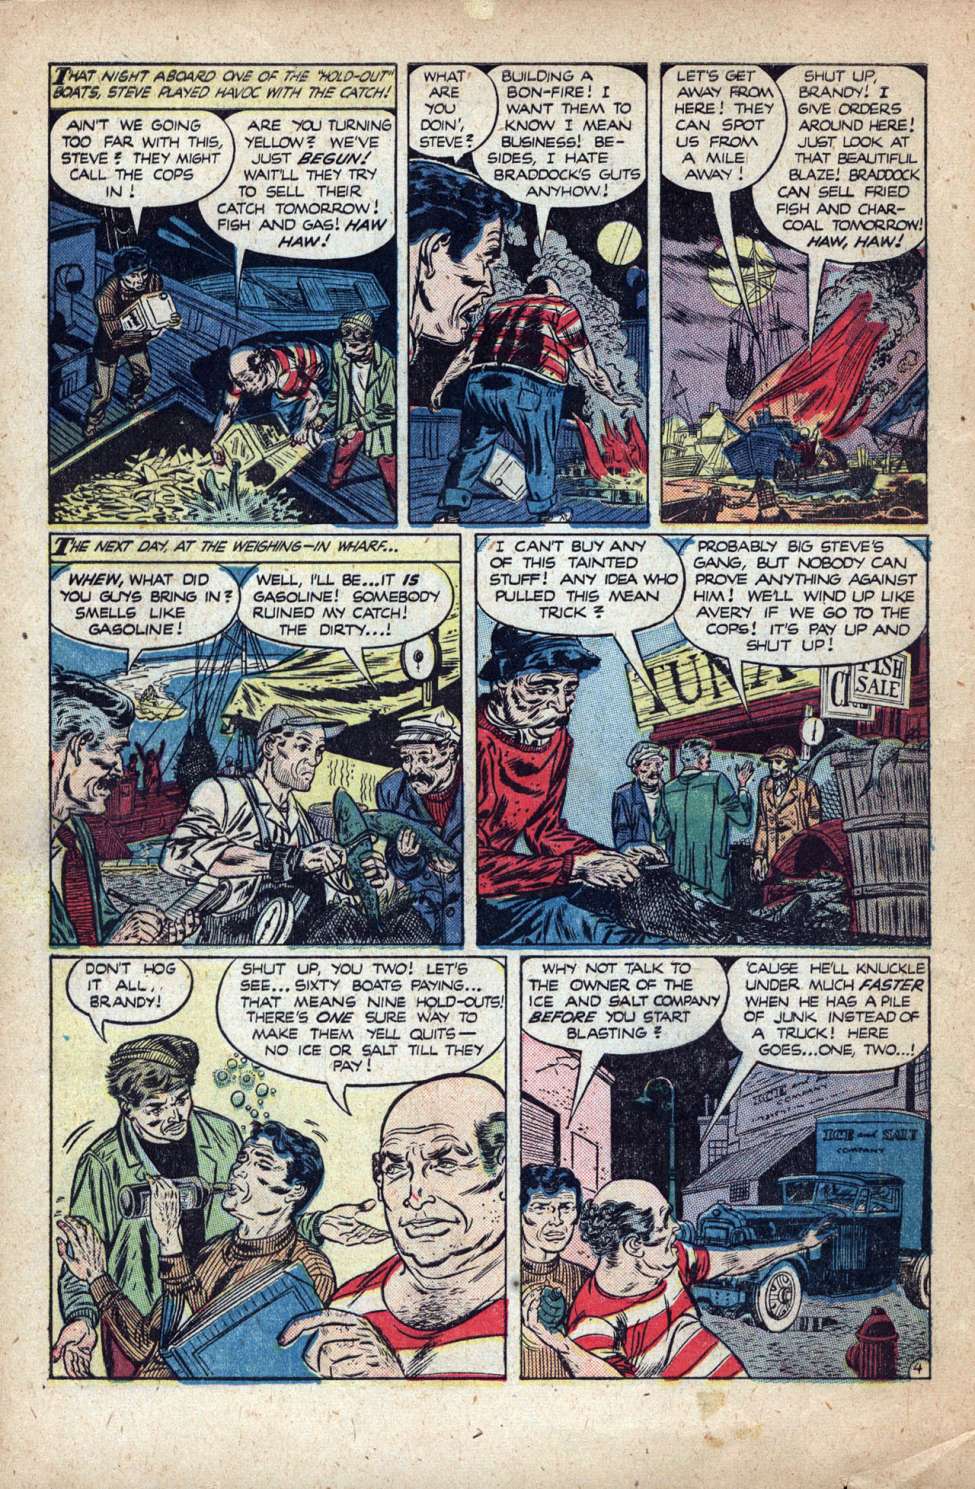 THAT NIGHT ABOARD ONE OF THE "HOLD-OUT"
BOATS, STEVE PLAYED HAVOC WITH THE CATCH!
AIN'T WE GOING
TOO FAR WITH THIS,
STEVE? THEY MIGHT
CALL THE COPS
IN!
ARE YOU TURNING
YELLOW? WE'VE
JUST BEGUN!
WAIT'LL THEY TRY
TO SELL THEIR
CATCH TOMORROW!
FISH AND GAS! HAW
HAW!
WHAT
ARE
YOU
DOIN',
STEVE?
BUILDING A
BON-FIRE! I
WANT THEM TO
KNOW I MEAN
BUSINESS! BE-
SIDES, I HATE
BRADDOCK'S GUTS
ANYHOW!
LET'S GET
AWAY FROM
HERE! THEY
CAN SPOT
US FROM
A MILE
AWAY!
SHUT UP,
BRANDY! I
GIVE ORDERS
AROUND HERE!
JUST LOOK AT
THAT BEAUTIFUL
BLAZE! BRADDOCK
CAN SELL FRIED
FISH AND CHAR-
COAL TOMORROW!
HAW, HAW!
THE NEXT DAY, AT THE WEIGHING-IN WHARF...
WHEW, WHAT DID
YOU GUYS BRING IN?
SMELLS LIKE
GASOLINE!
WELL, I'LL BE...IT IS
GASOLINE! SOMEBODY
RUINED MY CATCH!
THE DIRTY...!
I CAN'T BUY ANY
OF THIS TAINTED
STUFF! ANY IDEA WHO
PULLED THIS MEAN
TRICK?
PROBABLY BIG STEVE'S
GANG, BUT NOBODY CAN
PROVE ANYTHING AGAINST
HIM! WE'LL WIND UP LIKE
AVERY IF WE GO TO THE
COPS! IT'S PAY UP AND
SHUT UP!
TUNA
FISH
SALE
DON'T HOG
IT ALL,
BRANDY!
SHUT UP, YOU TWO! LET'S
SEE... SIXTY BOATS PAYING...
THAT MEANS NINE HOLD-OUTS!
THERE'S ONE SURE WAY TO
MAKE THEM YELL QUITS—
NO ICE OR SALT TILL THEY
PAY!
WHY NOT TALK TO
THE OWNER OF THE
ICE AND SALT COMPANY
BEFORE YOU START
BLASTING?
'CAUSE HE'LL KNUCKLE
UNDER MUCH FASTER
WHEN HE HAS A PILE
OF JUNK INSTEAD OF
A TRUCK! HERE
GOES...ONE, TWO...!
ICE and
COMPANY
ICE and SALT
COMPANY
4